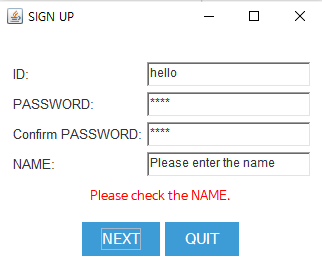 SIGN UP
ID: hello
PASSWORD: ****
Confirm PASSWORD: ****
NAME: Please enter the name
Please check the NAME.
NEXT QUIT